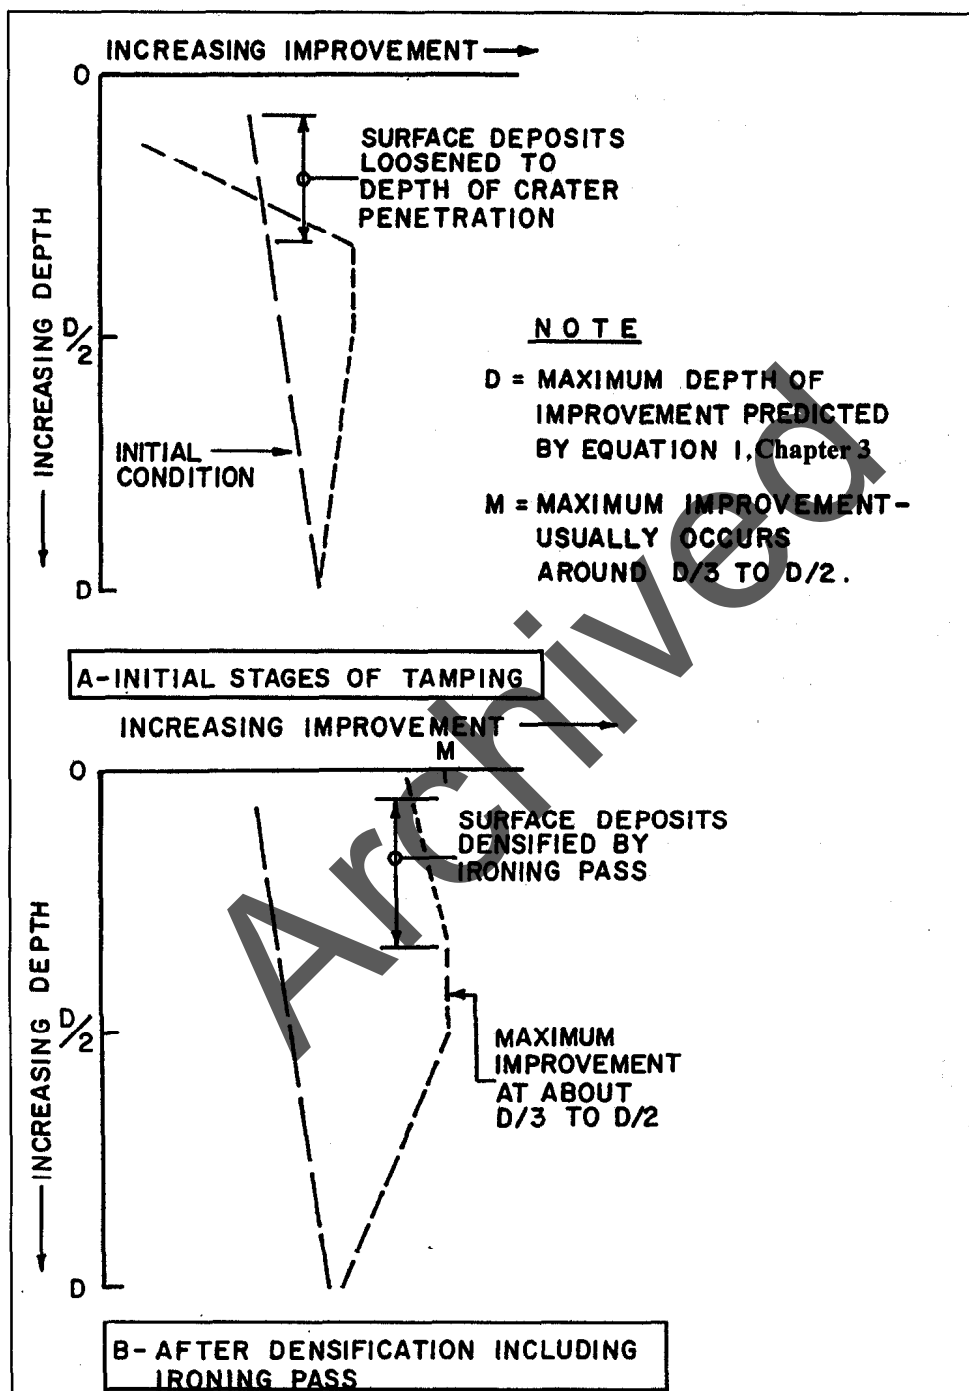 INCREASING IMPROVEMENT
O
SURFACE DEPOSITS
LOOSENED TO
DEPTH OF CRATER
PENETRATION
INCREASING DEPTH
D/2
INITIAL
CONDITION
D
NOTE
D = MAXIMUM DEPTH OF
IMPROVEMENT PREDICTED
BY EQUATION 1, Chapter 3
M = MAXIMUM IMPROVEMENT-
USUALLY OCCURS
AROUND D/3 TO D/2.
A-INITIAL STAGES OF TAMPING
INCREASING IMPROVEMENT
M
O
SURFACE DEPOSITS
DENSIFIED BY
IRONING PASS
INCREASING DEPTH
D/2
MAXIMUM
IMPROVEMENT
AT ABOUT
D/3 TO D/2
D
B- AFTER DENSIFICATION INCLUDING
IRONING PASS
Archived